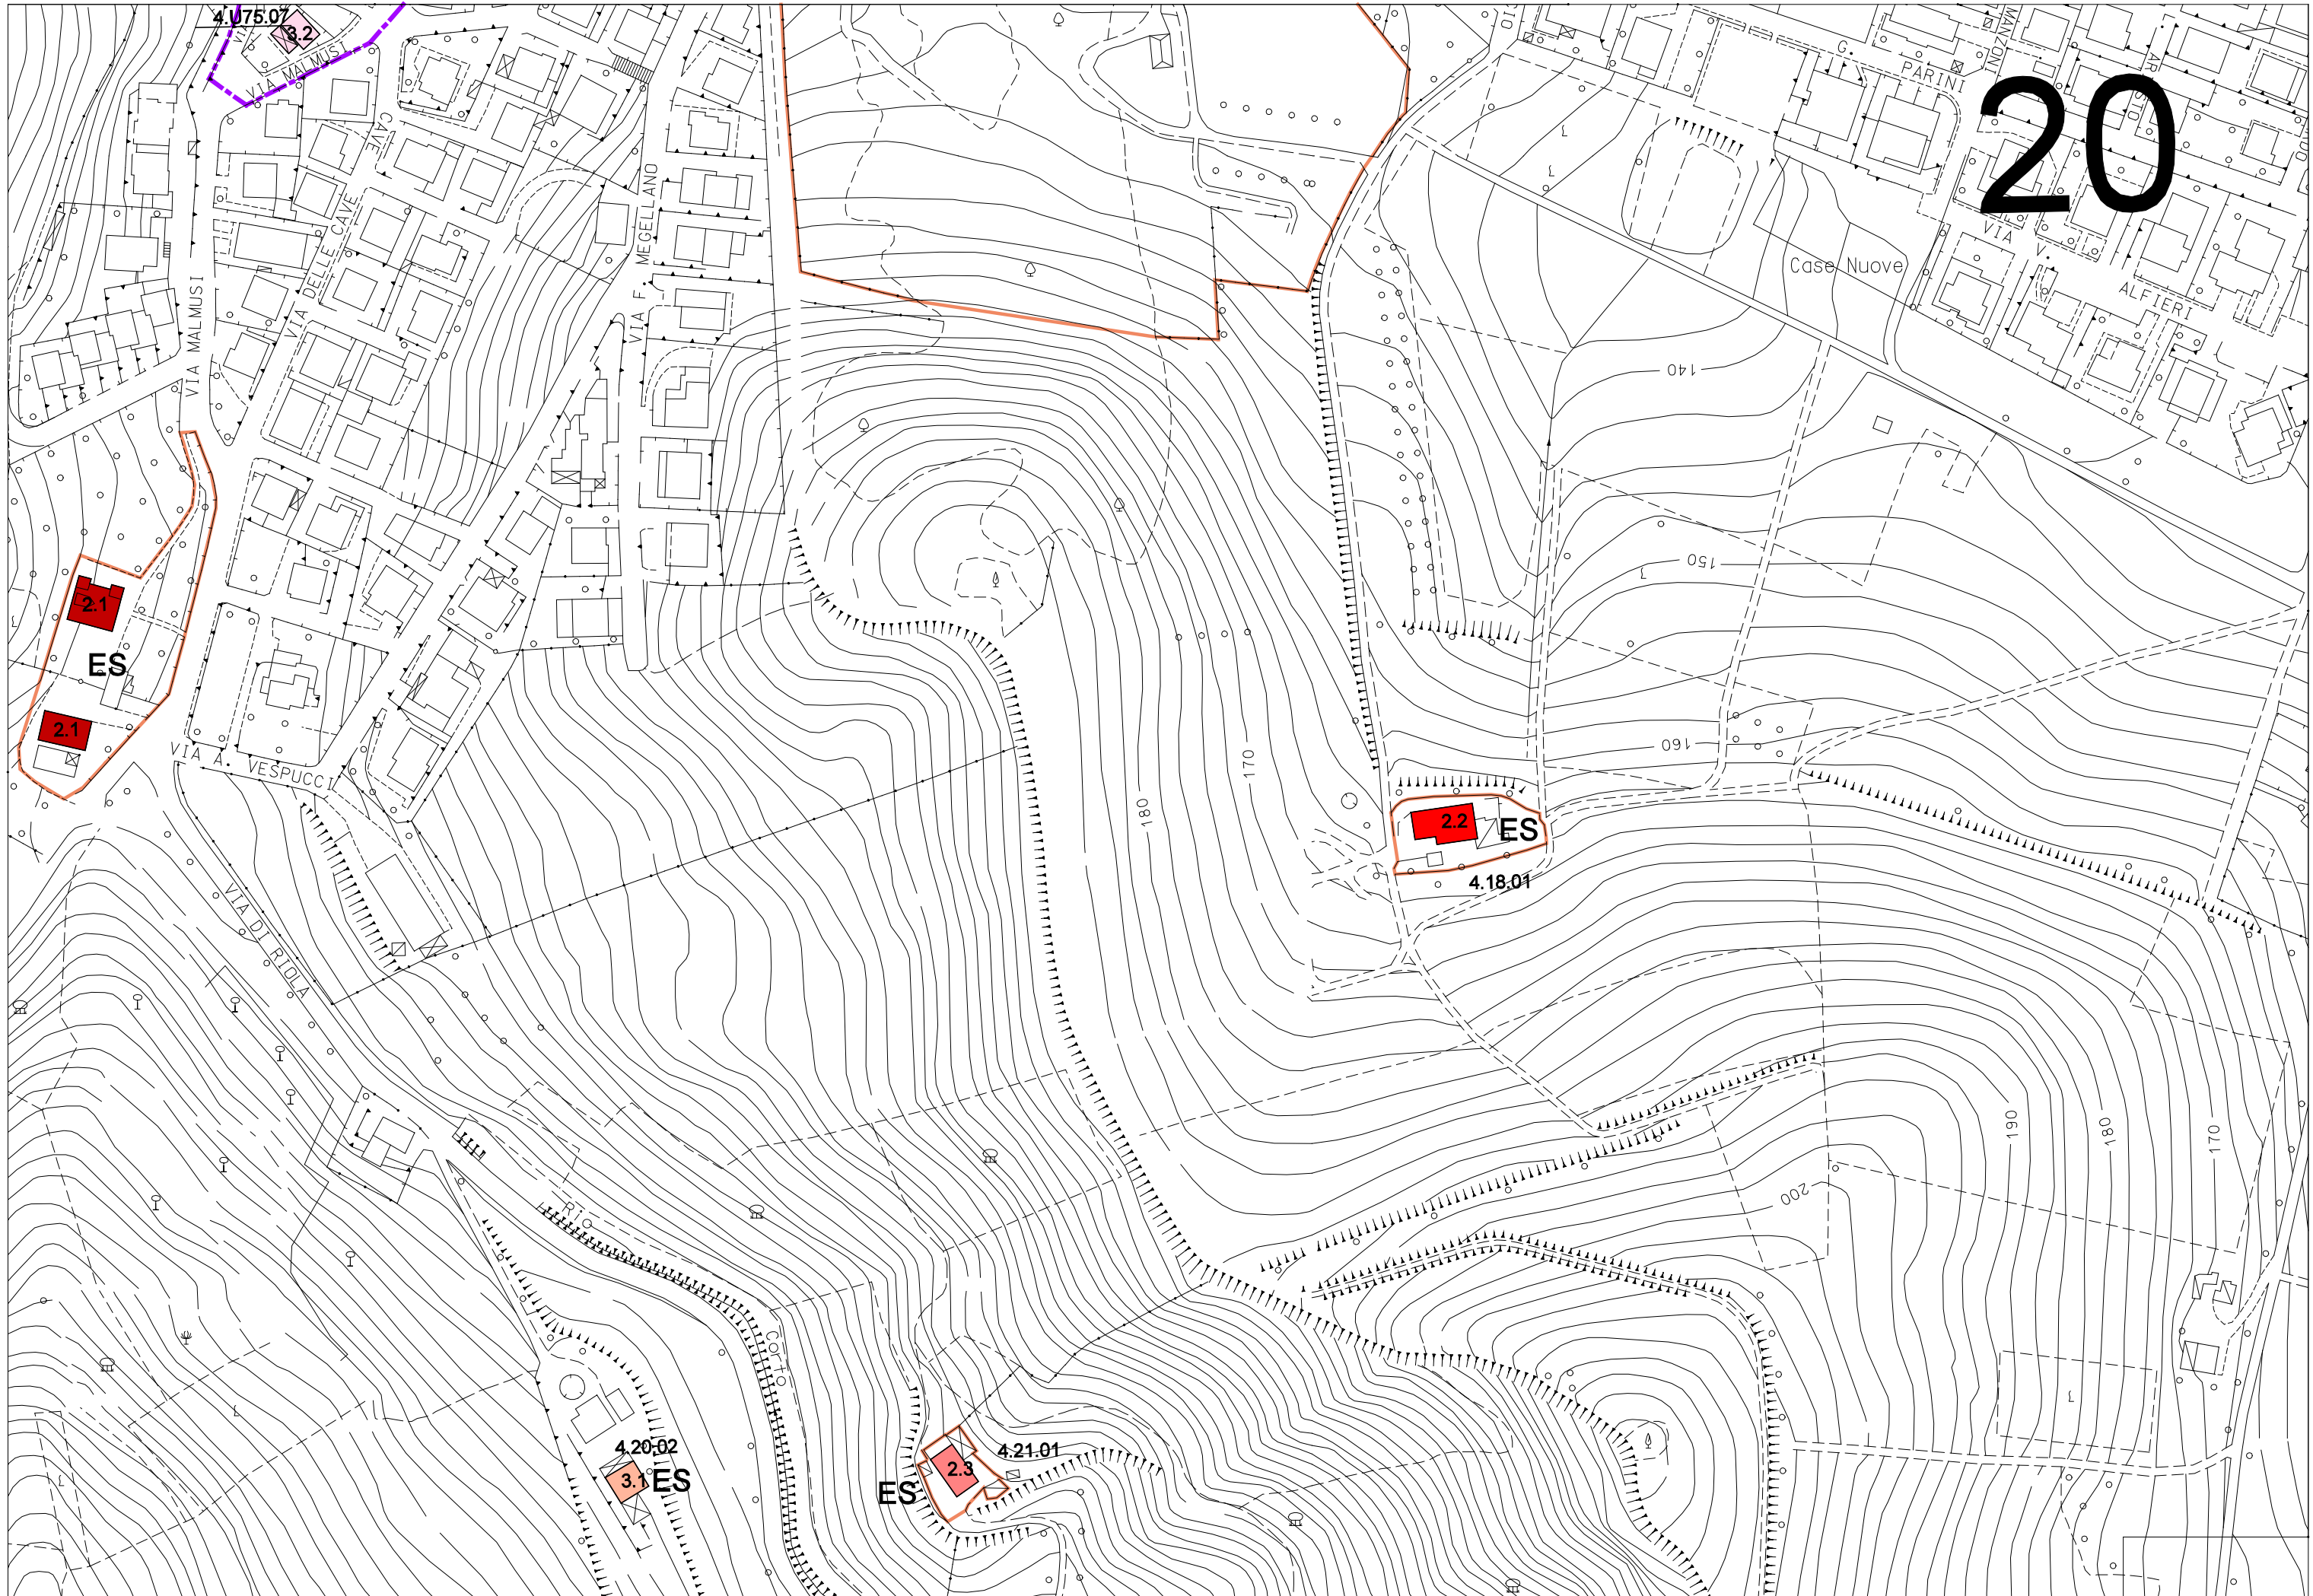 4.U75.07
3.2
VIA MALMUSI
20
G. PARINI
VIA DELLE CAVE
CAVE
VIA F. MEGELLANO
VIA MALMUSI
Case Nuove
VIA V. ALFIERI
140
150
160
2.1
ES
2.1
VIA A. VESPUCCI
170
180
2.2
ES
4.18.01
VIA DI RIOLA
190
180
170
200
RIO
Corto
4.20.02
3.1
ES
2.3
ES
4.21.01